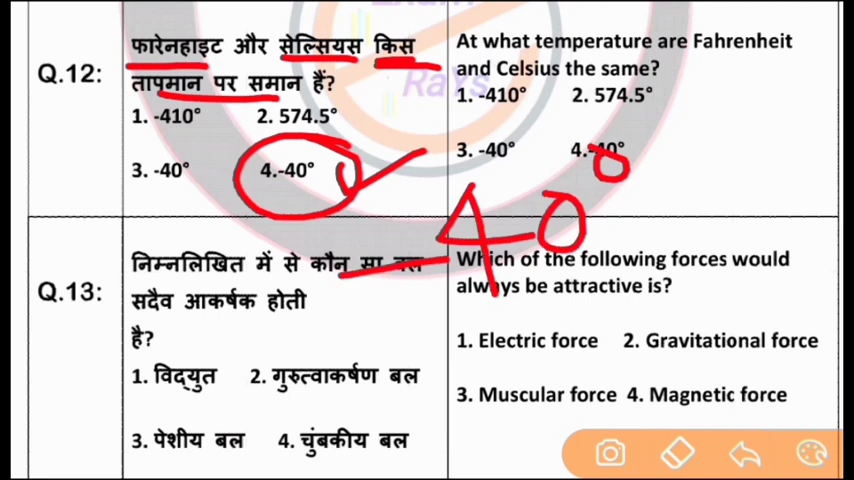 Q.12:
फारेनहाइट और सेल्सियस किस
तापमान पर समान हैं?
1. -410° 2. 574.5°
3. -40° 4.-40°
At what temperature are Fahrenheit
and Celsius the same?
1. -410° 2. 574.5°
3. -40° 4.-40°
RaYs
-40
Q.13:
निम्नलिखित में से कौन सा बल
सदैव आकर्षक होती
है?
1. विद्युत 2. गुरुत्वाकर्षण बल
3. पेशीय बल 4. चुंबकीय बल
Which of the following forces would
always be attractive is?
1. Electric force 2. Gravitational force
3. Muscular force 4. Magnetic force